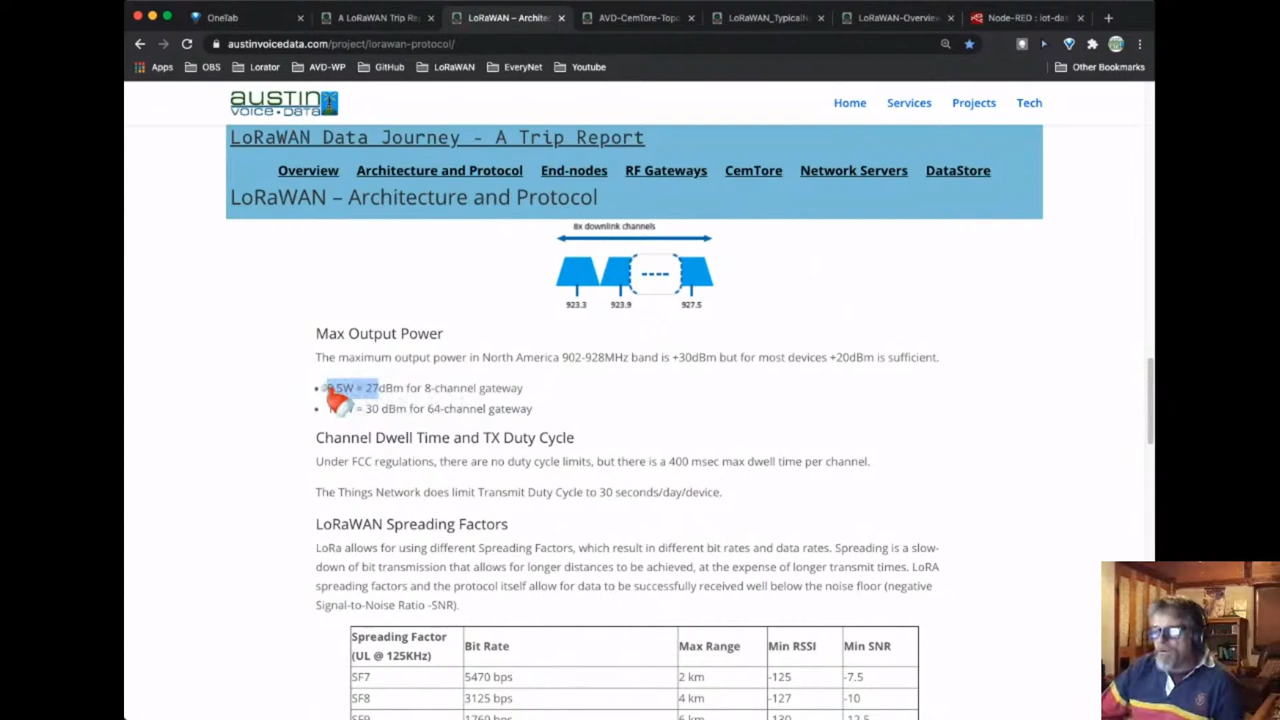 OneTab
A LoRaWAN Trip Re
LoRaWAN – Archite
AVD-CemTore-Topo
LoRaWAN_TypicalN
LoRaWAN-Overview
Node-RED : iot-da
austinvoicedata.com/project/lorawan-protocol/
Apps
OBS
Lorator
AVD-WP
GitHub
LoRaWAN
EveryNet
Youtube
Other Bookmarks
AUSTIN
VOICE • DATA
Home
Services
Projects
Tech
LoRaWAN Data Journey - A Trip Report
Overview
Architecture and Protocol
End-nodes
RF Gateways
CemTore
Network Servers
DataStore
LoRaWAN – Architecture and Protocol
8x downlink channels
923.3
923.9
927.5
Max Output Power
The maximum output power in North America 902-928MHz band is +30dBm but for most devices +20dBm is sufficient.
.5W = 27dBm for 8-channel gateway
= 30 dBm for 64-channel gateway
Channel Dwell Time and TX Duty Cycle
Under FCC regulations, there are no duty cycle limits, but there is a 400 msec max dwell time per channel.
The Things Network does limit Transmit Duty Cycle to 30 seconds/day/device.
LoRaWAN Spreading Factors
LoRa allows for using different Spreading Factors, which result in different bit rates and data rates. Spreading is a slow-
down of bit transmission that allows for longer distances to be achieved, at the expense of longer transmit times. LoRA
spreading factors and the protocol itself allow for data to be successfully received well below the noise floor (negative
Signal-to-Noise Ratio -SNR).
Spreading Factor
(UL @ 125KHz)
Bit Rate
Max Range
Min RSSI
Min SNR
SF7
5470 bps
2 km
-125
-7.5
SF8
3125 bps
4 km
-127
-10
SF9
1760 bps
6 km
-130
-12.5